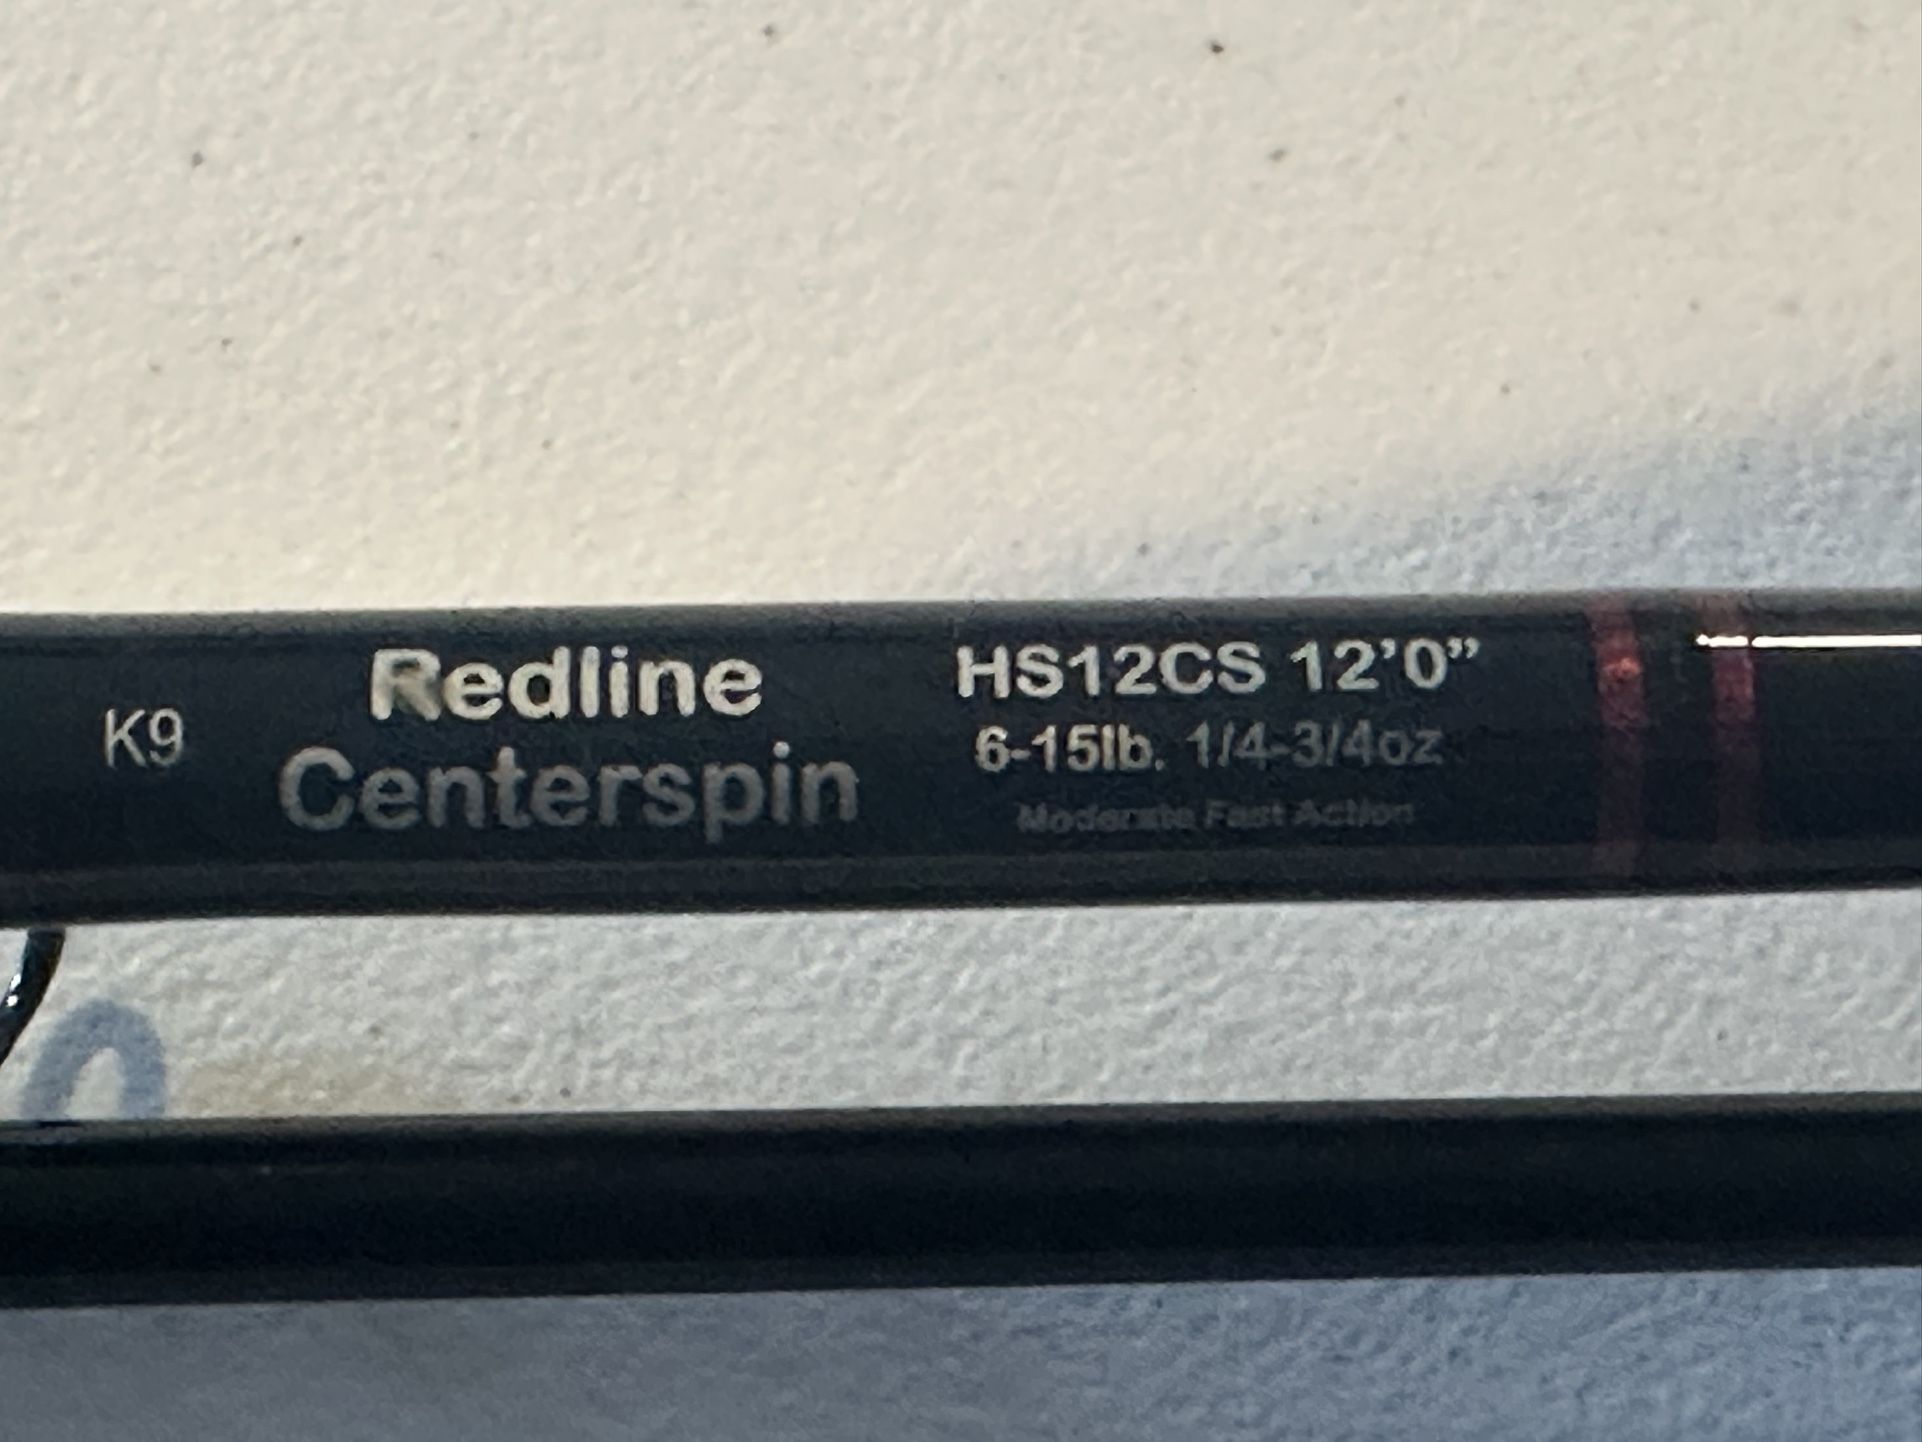 K9
Redline
Centerspin
HS12CS 12’0”
6-15lb. 1/4-3/4oz
Moderate Fast Action